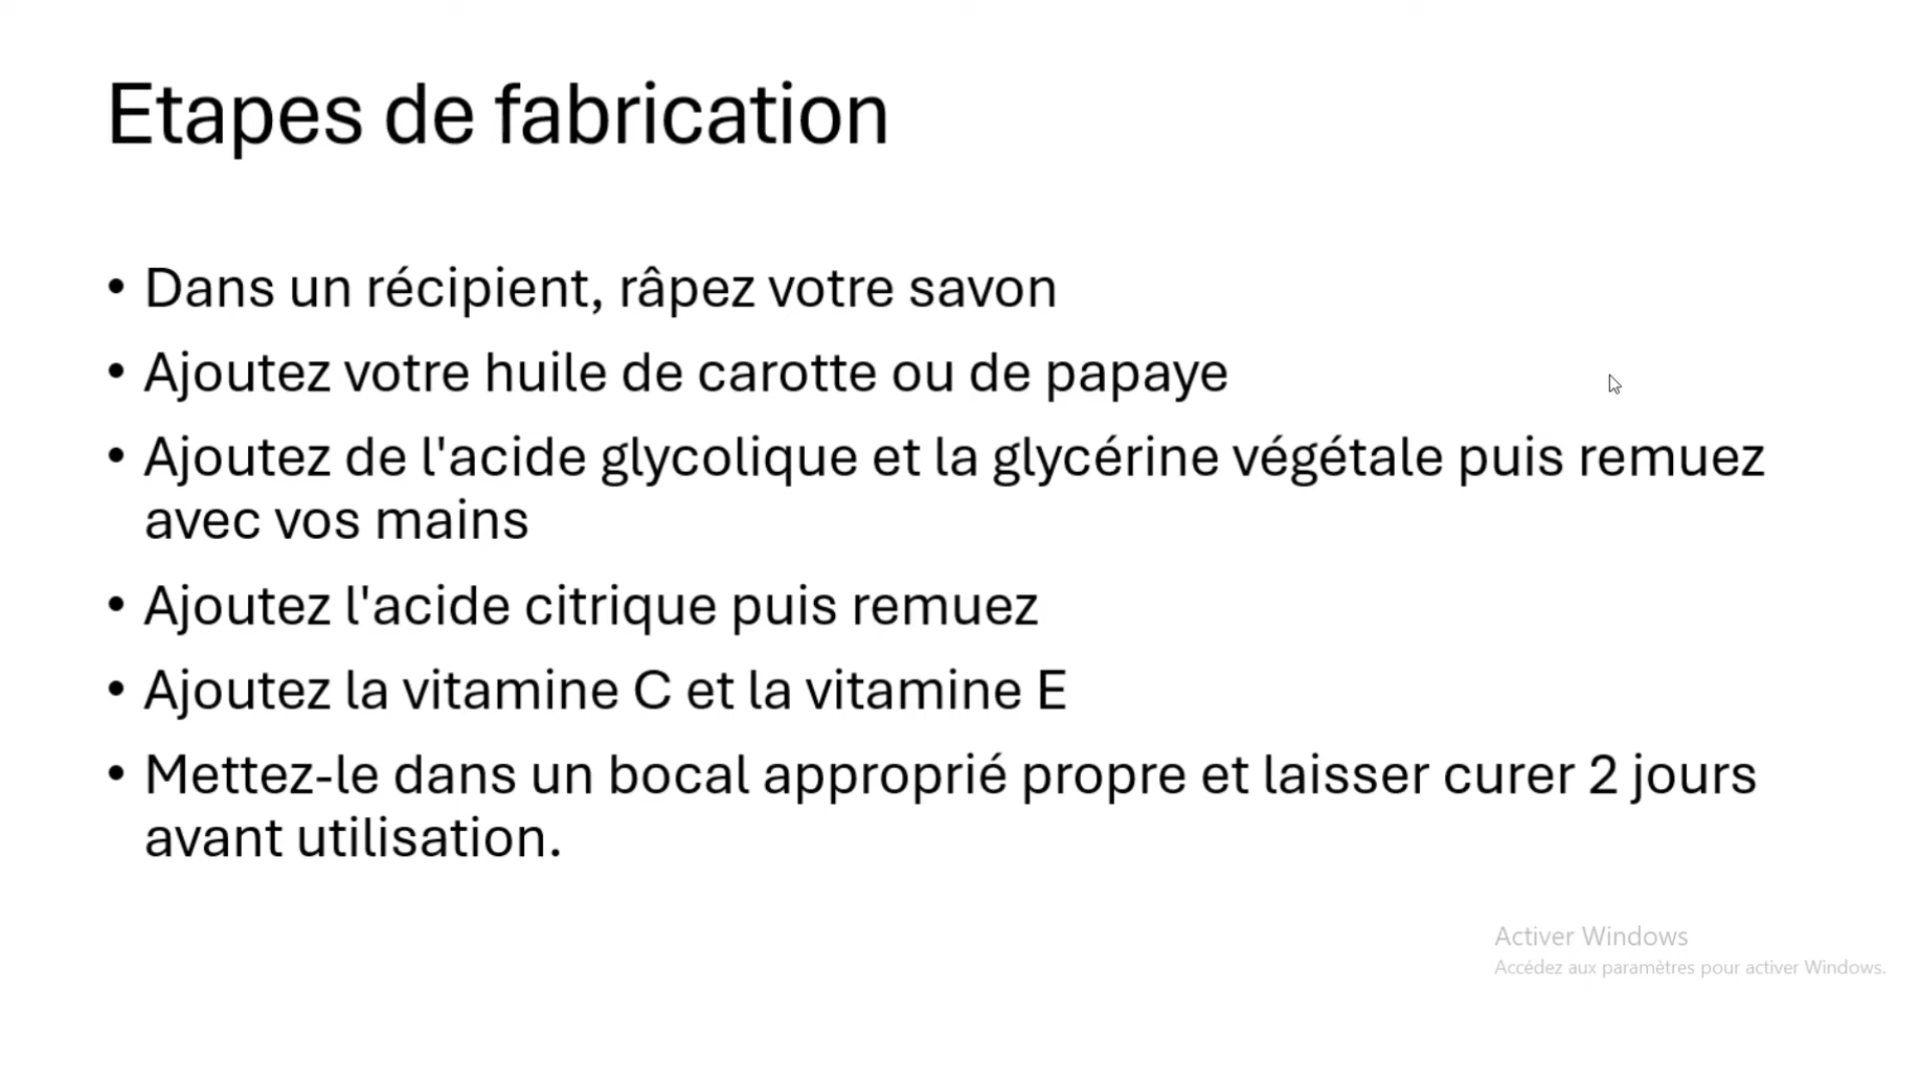 Etapes de fabrication
• Dans un récipient, râpez votre savon
• Ajoutez votre huile de carotte ou de papaye
• Ajoutez de l'acide glycolique et la glycérine végétale puis remuez
avec vos mains
• Ajoutez l'acide citrique puis remuez
• Ajoutez la vitamine C et la vitamine E
• Mettez-le dans un bocal approprié propre et laisser curer 2 jours
avant utilisation.
Activer Windows
Accédez aux paramètres pour activer Windows.